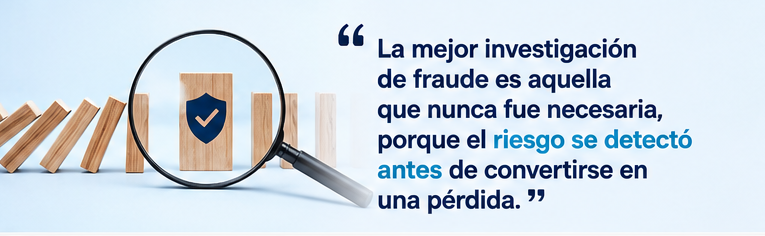 “ La mejor investigación
de fraude es aquella
que nunca fue necesaria,
porque el riesgo se detectó
antes de convertirse en
una pérdida. ”